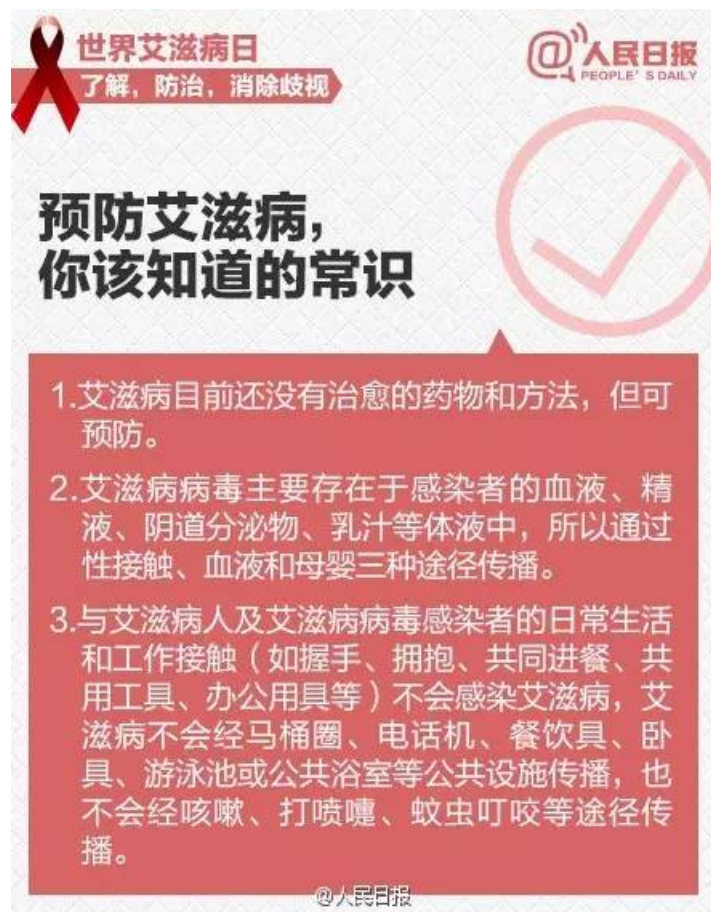 世界艾滋病日
了解，防治，消除歧视
@人民日报
PEOPLE'S DAILY
预防艾滋病，
你该知道的常识
1.艾滋病目前还没有治愈的药物和方法，但可
预防。
2.艾滋病病毒主要存在于感染者的血液、精
液、阴道分泌物、乳汁等体液中，所以通过
性接触、血液和母婴三种途径传播。
3.与艾滋病人及艾滋病病毒感染者的日常生活
和工作接触（如握手、拥抱、共同进餐、共
用工具、办公用具等）不会感染艾滋病，艾
滋病不会经马桶圈、电话机、餐饮具、卧
具、游泳池或公共浴室等公共设施传播，也
不会经咳嗽、打喷嚏、蚊虫叮咬等途径传
播。
@人民日报